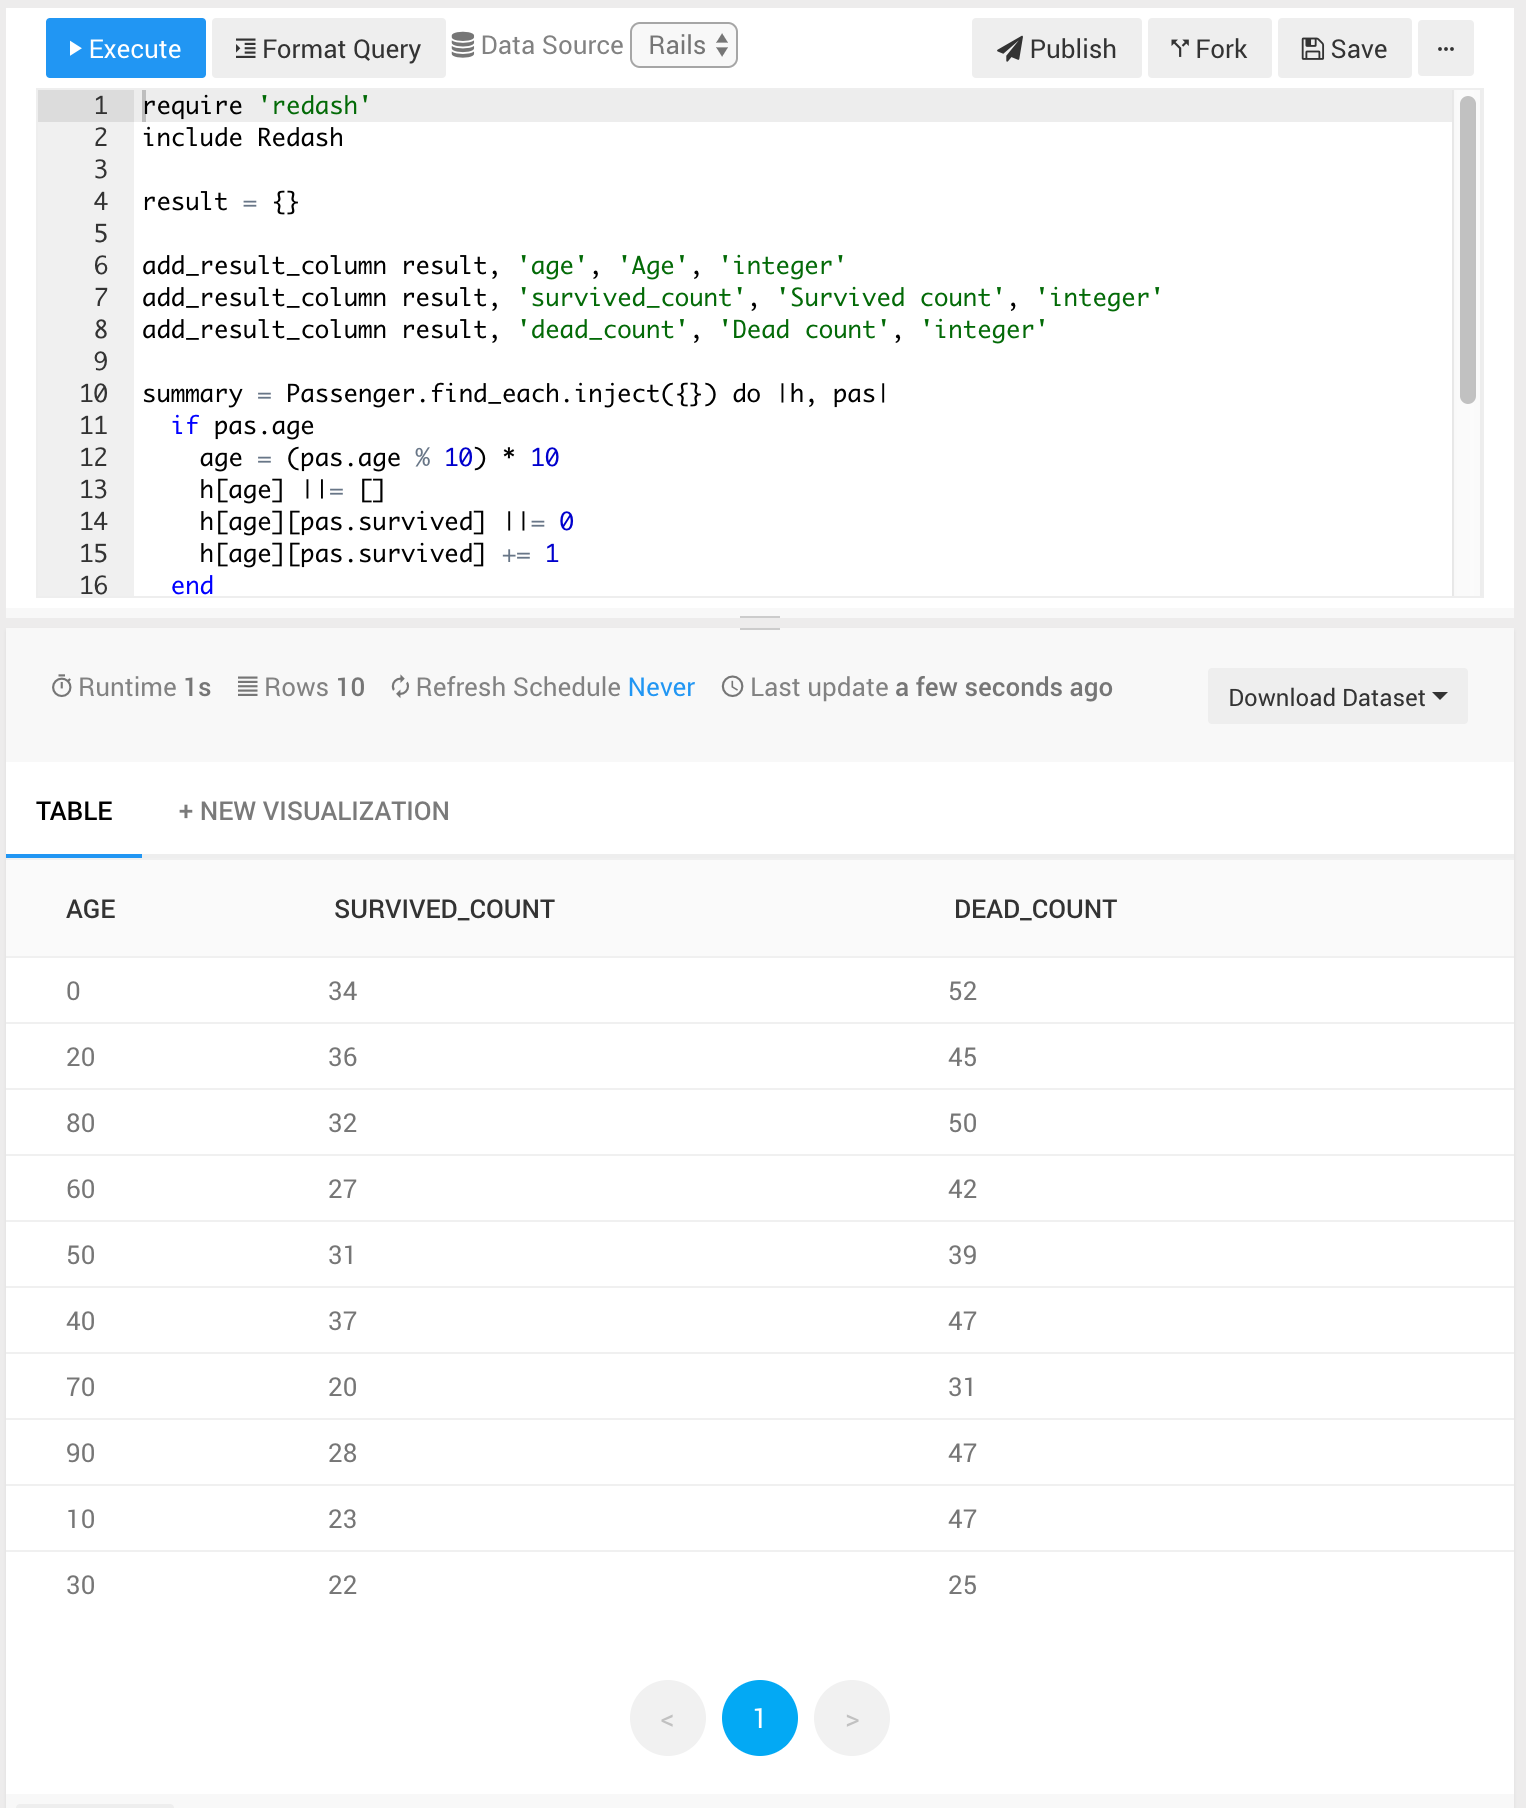 Execute Format Query Data Source Rails Publish Fork Save ...
1 require 'redash'
2 include Redash
3
4 result = {}
5
6 add_result_column result, 'age', 'Age', 'integer'
7 add_result_column result, 'survived_count', 'Survived count', 'integer'
8 add_result_column result, 'dead_count', 'Dead count', 'integer'
9
10 summary = Passenger.find_each.inject({}) do |h, pas|
11   if pas.age
12     age = (pas.age % 10) * 10
13     h[age] ||= []
14     h[age][pas.survived] ||= 0
15     h[age][pas.survived] += 1
16   end
Runtime 1s Rows 10 Refresh Schedule Never Last update a few seconds ago Download Dataset
TABLE + NEW VISUALIZATION
AGE SURVIVED_COUNT DEAD_COUNT
0 34 52
20 36 45
80 32 50
60 27 42
50 31 39
40 37 47
70 20 31
90 28 47
10 23 47
30 22 25
< 1 >